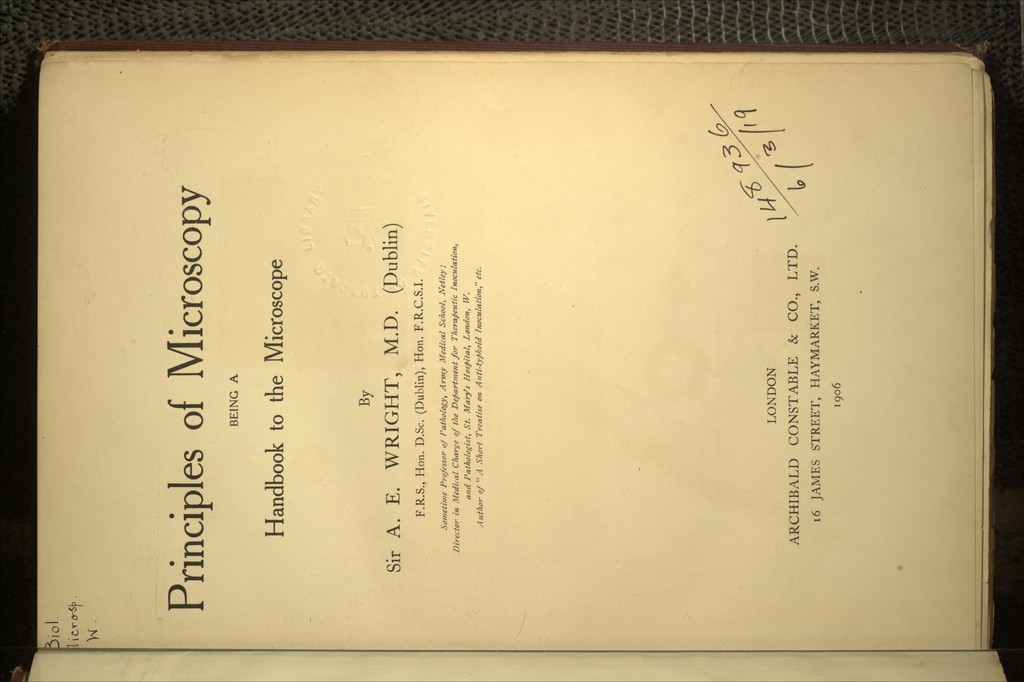 Biol.
Microsp.
W
Principles of Microscopy
BEING A
Handbook to the Microscope
By
Sir A. E. WRIGHT, M.D. (Dublin)
F.R.S., Hon. D.Sc. (Dublin), Hon. F.R.C.S.I.
Sometime Professor of Pathology, Army Medical School, Netley;
Director in Medical Charge of the Department for Therapeutic Inoculation,
and Pathologist, St. Mary's Hospital, London, W.
Author of "A Short Treatise on Anti-typhoid Inoculation," etc.
148936
6/3/19
LONDON
ARCHIBALD CONSTABLE & CO., LTD.
16 JAMES STREET, HAYMARKET, S.W.
1906